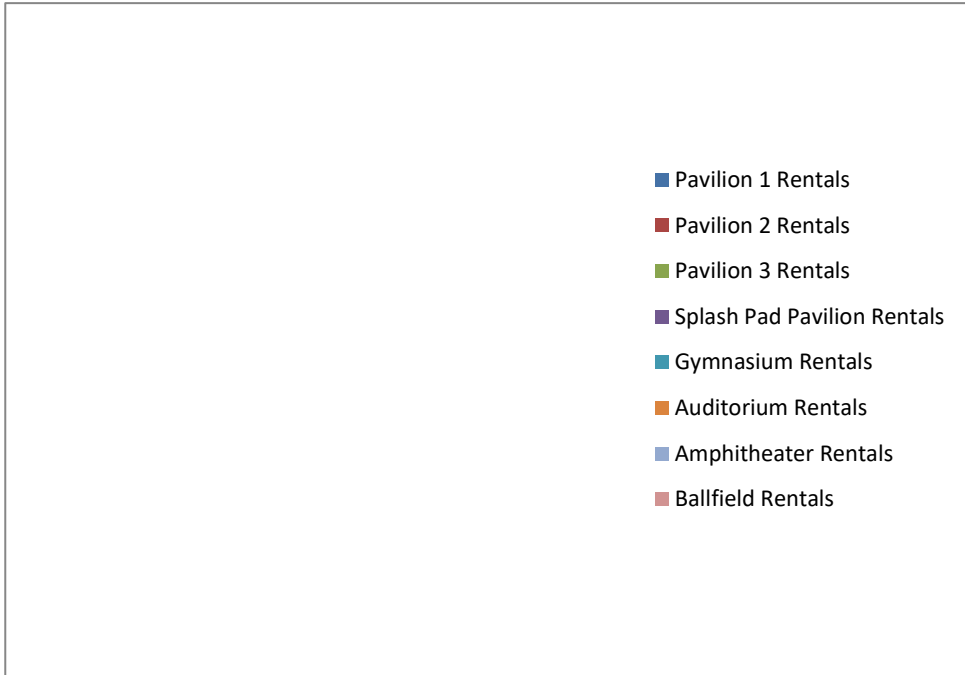 Pavilion 1 Rentals
Pavilion 2 Rentals
Pavilion 3 Rentals
Splash Pad Pavilion Rentals
Gymnasium Rentals
Auditorium Rentals
Amphitheater Rentals
Ballfield Rentals